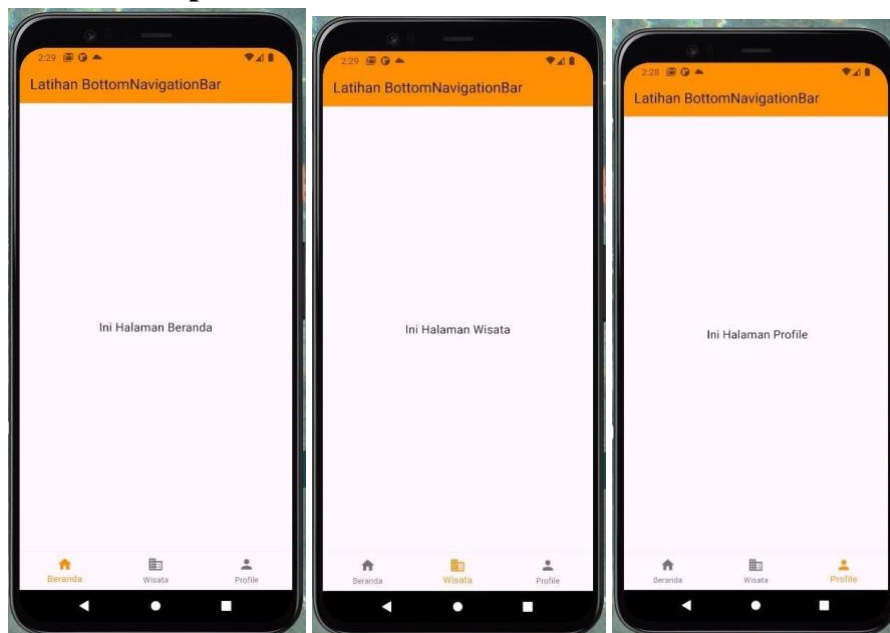 2:29
Latihan BottomNavigationBar
Ini Halaman Beranda
Beranda Wisata Profile
2:29
Latihan BottomNavigationBar
Ini Halaman Wisata
Beranda Wisata Profile
2:28
Latihan BottomNavigationBar
Ini Halaman Profile
Beranda Wisata Profile